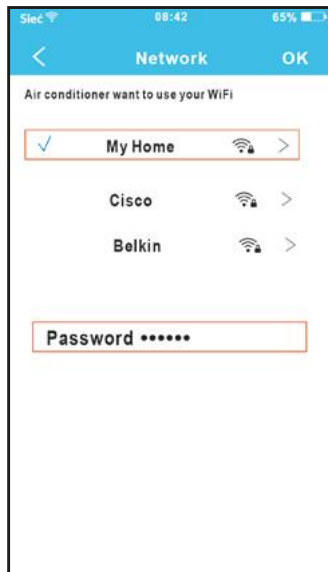 Sieć 08:42 65%
Network OK
Air conditioner want to use your WiFi
My Home
Cisco
Belkin
Password ••••••